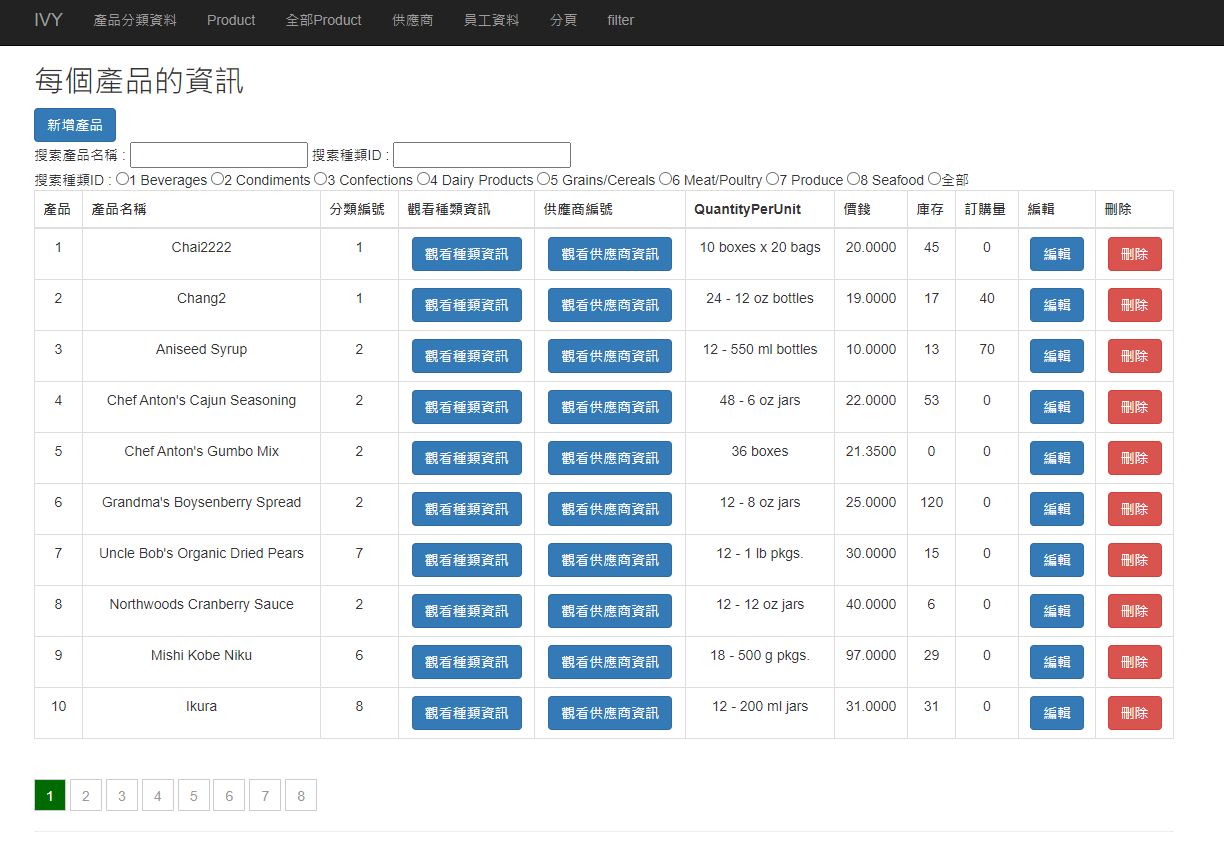 IVY 產品分類資料 Product 全部Product 供應商 員工資料 分頁 filter
每個產品的資訊
新增產品
搜索產品名稱 : 搜索種類ID :
搜索種類ID : 1 Beverages 2 Condiments 3 Confections 4 Dairy Products 5 Grains/Cereals 6 Meat/Poultry 7 Produce 8 Seafood 全部
產品 產品名稱 分類編號 觀看種類資訊 供應商編號 QuantityPerUnit 價錢 庫存 訂購量 編輯 刪除
1 Chai2222 1 觀看種類資訊 觀看供應商資訊 10 boxes x 20 bags 20.0000 45 0 編輯 刪除
2 Chang2 1 觀看種類資訊 觀看供應商資訊 24 - 12 oz bottles 19.0000 17 40 編輯 刪除
3 Aniseed Syrup 2 觀看種類資訊 觀看供應商資訊 12 - 550 ml bottles 10.0000 13 70 編輯 刪除
4 Chef Anton's Cajun Seasoning 2 觀看種類資訊 觀看供應商資訊 48 - 6 oz jars 22.0000 53 0 編輯 刪除
5 Chef Anton's Gumbo Mix 2 觀看種類資訊 觀看供應商資訊 36 boxes 21.3500 0 0 編輯 刪除
6 Grandma's Boysenberry Spread 2 觀看種類資訊 觀看供應商資訊 12 - 8 oz jars 25.0000 120 0 編輯 刪除
7 Uncle Bob's Organic Dried Pears 7 觀看種類資訊 觀看供應商資訊 12 - 1 lb pkgs. 30.0000 15 0 編輯 刪除
8 Northwoods Cranberry Sauce 2 觀看種類資訊 觀看供應商資訊 12 - 12 oz jars 40.0000 6 0 編輯 刪除
9 Mishi Kobe Niku 6 觀看種類資訊 觀看供應商資訊 18 - 500 g pkgs. 97.0000 29 0 編輯 刪除
10 Ikura 8 觀看種類資訊 觀看供應商資訊 12 - 200 ml jars 31.0000 31 0 編輯 刪除
1 2 3 4 5 6 7 8